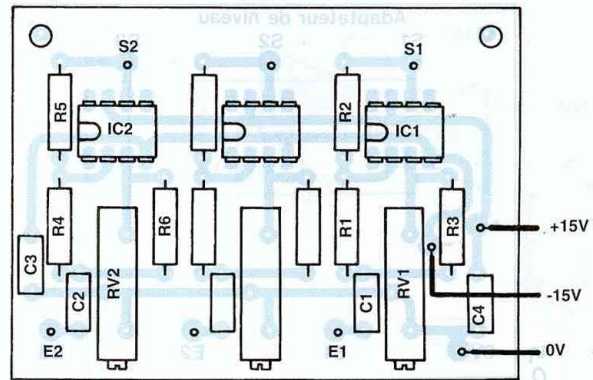 Adaptateur de niveau
S2
S1
R5
IC2
R2
IC1
R4
R6
R1
R3
+15V
C3
C2
RV2
C1
RV1
C4
-15V
E2
E1
0V